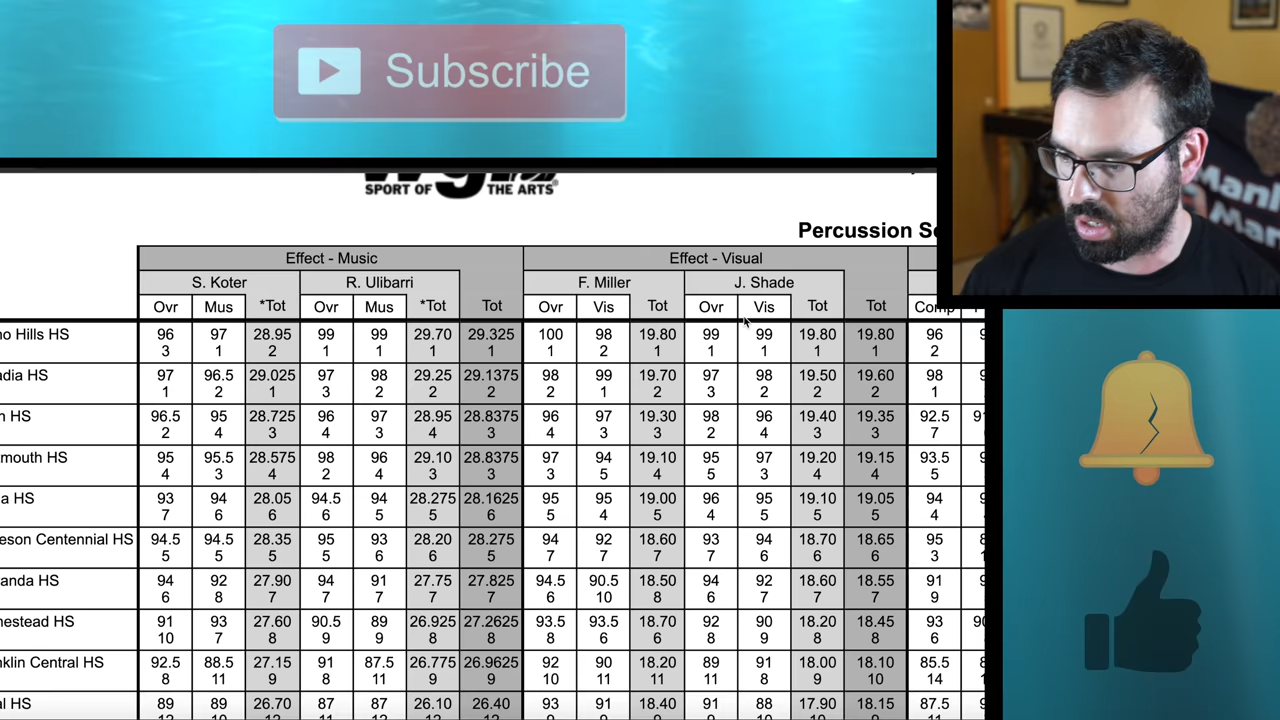 Subscribe
SPORT OF THE ARTS
Percussion
Effect - Music Effect - Visual
S. Koter R. Ulibarri F. Miller J. Shade
Ovr Mus *Tot Ovr Mus *Tot Tot Ovr Vis Tot Ovr Vis Tot Tot
no Hills HS 96 97 28.95 99 99 29.70 29.325 100 98 19.80 99 99 19.80 19.80 96
3 1 2 1 1 1 1 1 2 1 1 1 1 1 2
adia HS 97 96.5 29.025 97 98 29.25 29.1375 98 99 19.70 97 98 19.50 19.60 98
1 2 1 3 2 2 2 2 1 2 3 2 2 2 1
n HS 96.5 95 28.725 96 97 28.95 28.8375 96 97 19.30 98 96 19.40 19.35 92.5
2 4 3 4 3 4 3 4 3 3 2 4 3 3 7
mouth HS 95 95.5 28.575 98 96 29.10 28.8375 97 94 19.10 95 97 19.20 19.15 93.5
4 3 4 2 4 3 3 3 5 4 5 3 4 4 5
a HS 93 94 28.05 94.5 94 28.275 28.1625 95 95 19.00 96 95 19.10 19.05 94
7 6 6 6 5 5 6 5 4 5 4 5 5 5 4
eson Centennial HS 94.5 94.5 28.35 95 93 28.20 28.275 94 92 18.60 93 94 18.70 18.65 95
5 5 5 5 6 6 5 7 7 7 7 6 6 6 3
anda HS 94 92 27.90 94 91 27.75 27.825 94.5 90.5 18.50 94 92 18.60 18.55 91
6 8 7 7 7 7 7 6 10 8 6 7 7 7 9
nestead HS 91 93 27.60 90.5 89 26.925 27.2625 93.5 93.5 18.70 92 90 18.20 18.45 93
10 7 8 9 9 8 8 8 6 6 8 9 8 8 6
nklin Central HS 92.5 88.5 27.15 91 87.5 26.775 26.9625 92 90 18.20 89 91 18.00 18.10 85.5
8 11 9 8 11 9 9 10 11 11 11 8 9 10 14
al HS 89 89 26.70 87 87 26.10 26.40 93 91 18.40 91 88 17.90 18.15 87.5